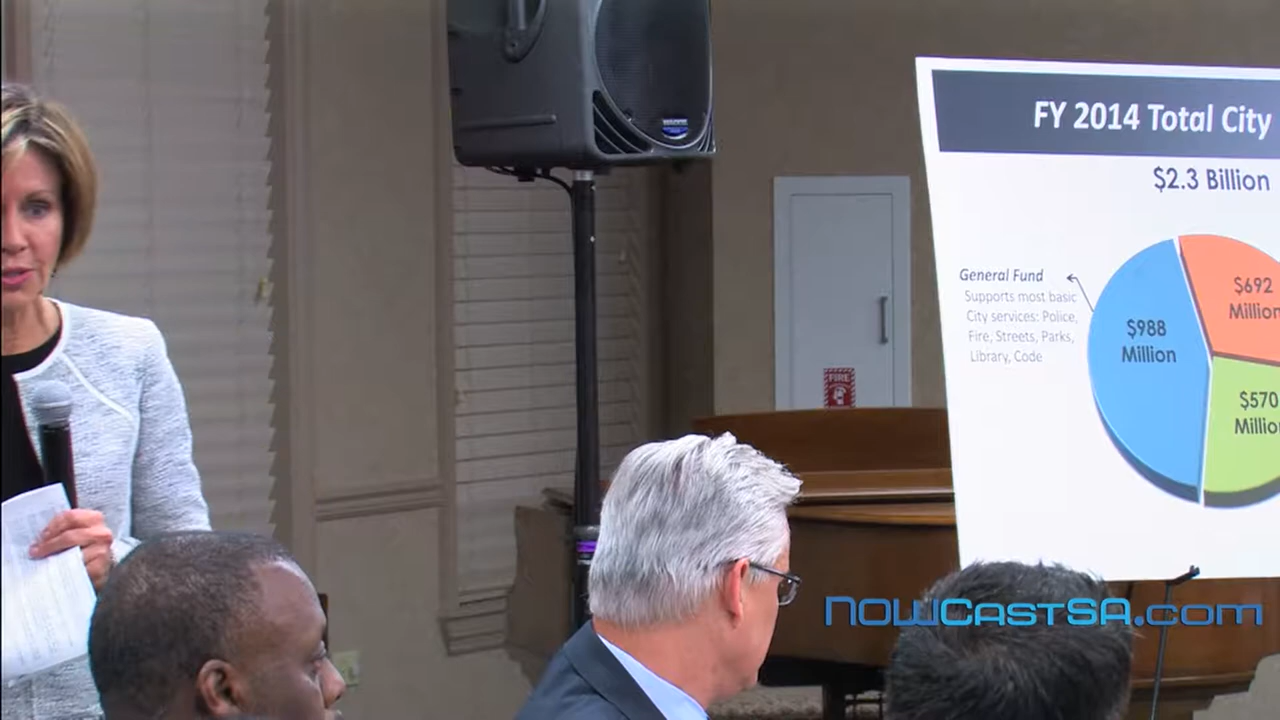 FY 2014 Total City
$2.3 Billion
General Fund
Supports most basic
City services: Police,
Fire, Streets, Parks,
Library, Code
$988
Million
$692
Million
$570
Million
FIRE
NOWCASTSA.com